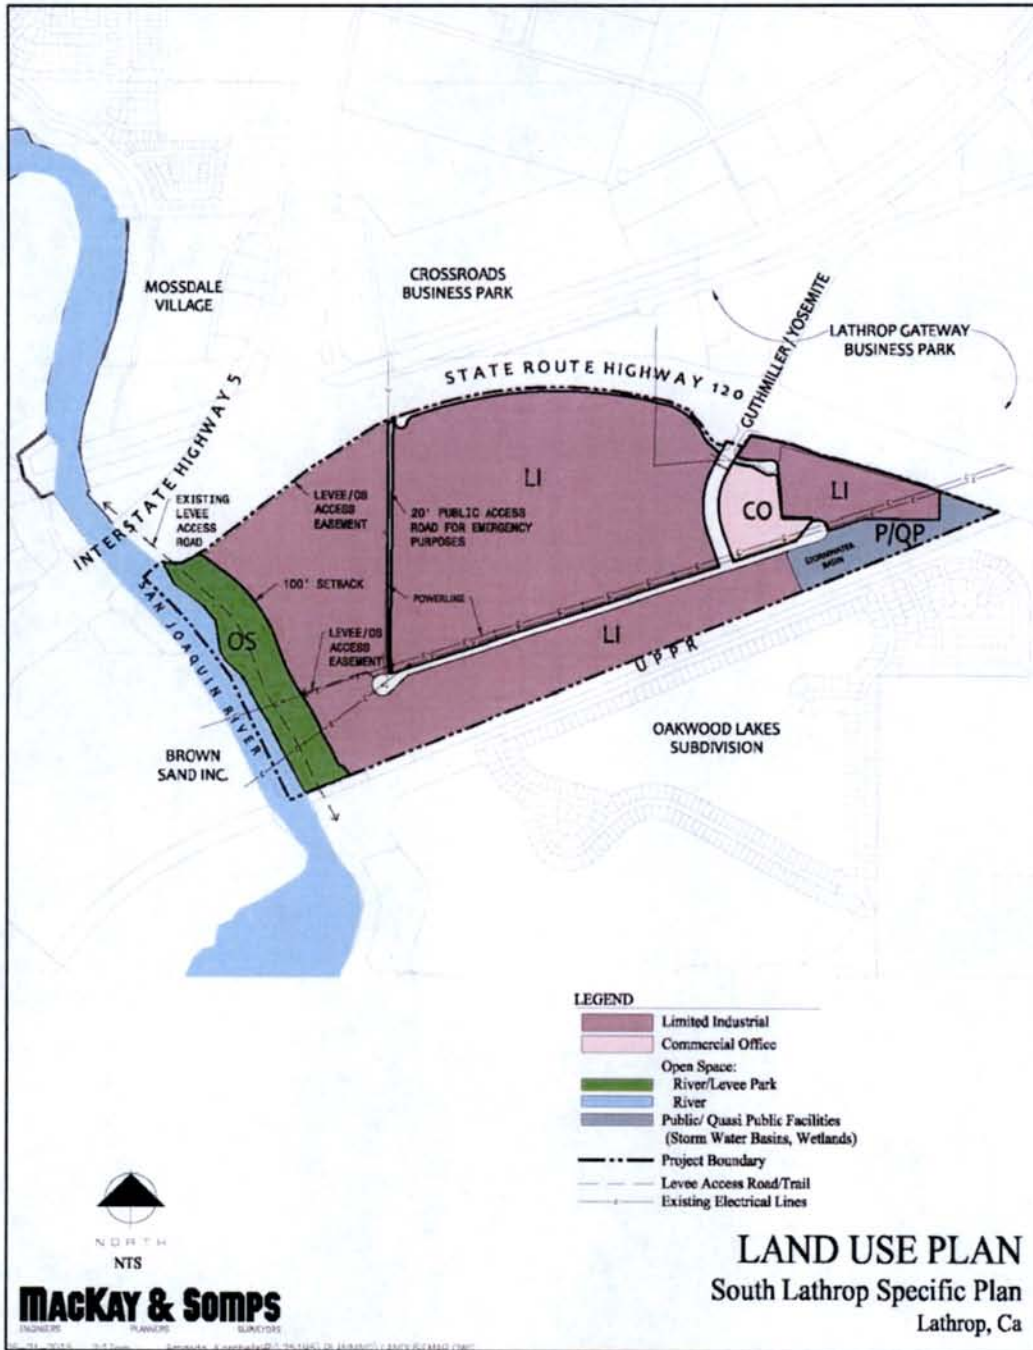 MOSSDALE
VILLAGE
CROSSROADS
BUSINESS PARK
GUTHMILLER / YOSEMITE
LATHROP GATEWAY
BUSINESS PARK
STATE ROUTE HIGHWAY 120
INTERSTATE HIGHWAY 5
EXISTING
LEVEE
ACCESS
ROAD
LEVEE/OS
ACCESS
EASEMENT
20' PUBLIC ACCESS
ROAD FOR EMERGENCY
PURPOSES
LI
LI
CO
P/QP
STORMWATER
BASIN
100' SETBACK
POWERLINE
OS
LEVEE/OS
ACCESS
EASEMENT
LI
UPPR
SAN JOAQUIN RIVER
BROWN
SAND INC.
OAKWOOD LAKES
SUBDIVISION
LEGEND
Limited Industrial
Commercial Office
Open Space:
River/Levee Park
River
Public/ Quasi Public Facilities
(Storm Water Basins, Wetlands)
Project Boundary
Levee Access Road/Trail
Existing Electrical Lines
NORTH
NTS
LAND USE PLAN
South Lathrop Specific Plan
Lathrop, Ca
MACKAY & SOMPS
ENGINEERS PLANNERS SURVEYORS